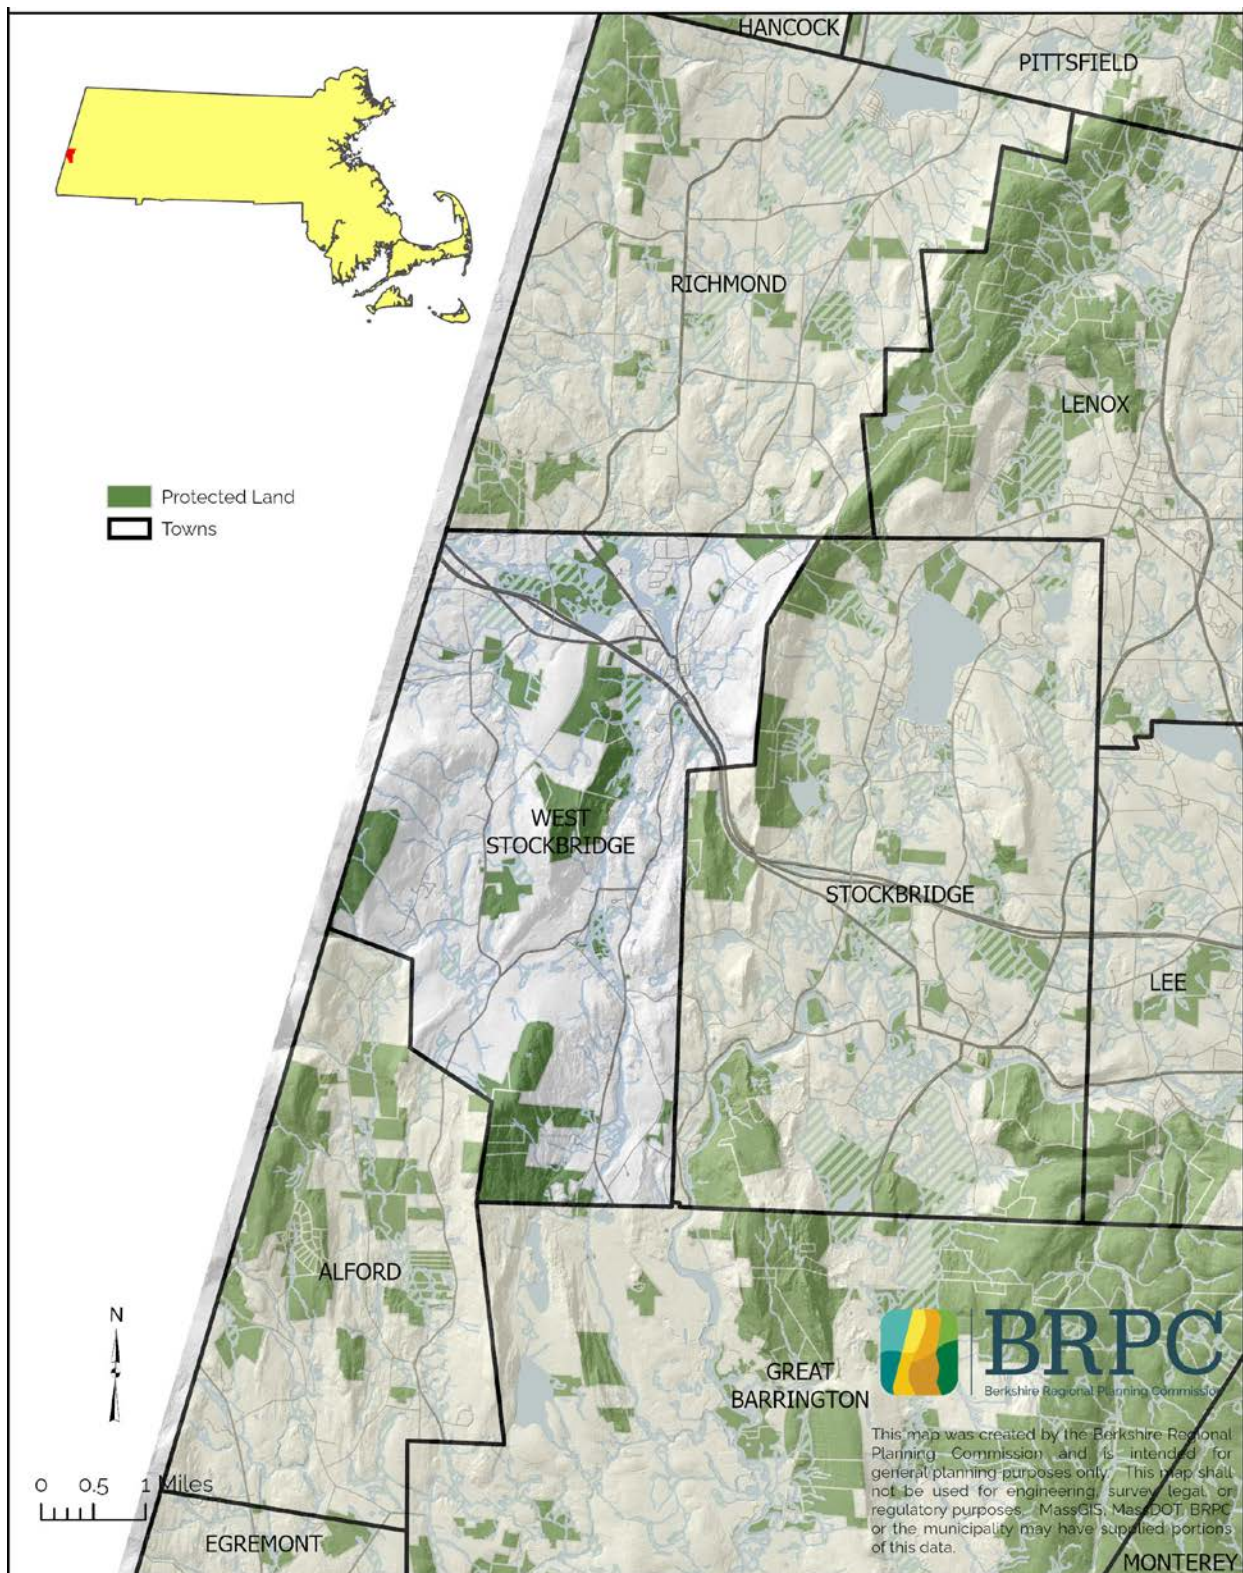 HANCOCK
PITTSFIELD
RICHMOND
LENOX
Protected Land
Towns
WEST
STOCKBRIDGE
STOCKBRIDGE
LEE
ALFORD
N
GREAT
BARRINGTON
BRPC
Berkshire Regional Planning Commission
This map was created by the Berkshire Regional
Planning Commission and is intended for
general planning purposes only. This map shall
not be used for engineering, survey, legal, or
regulatory purposes. MassGIS, MassDOT, BRPC
or the municipality may have supplied portions
of this data.
0 0.5 1 Miles
EGREMONT
MONTEREY